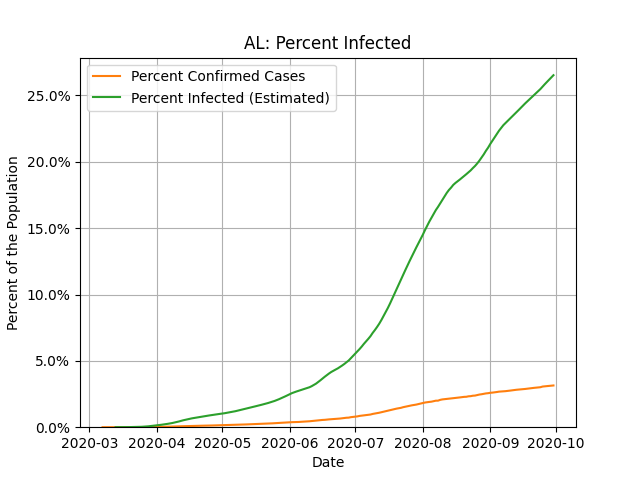 AL: Percent Infected
Percent Confirmed Cases
Percent Infected (Estimated)
Percent of the Population
25.0%
20.0%
15.0%
10.0%
5.0%
0.0%
2020-03 2020-04 2020-05 2020-06 2020-07 2020-08 2020-09 2020-10
Date